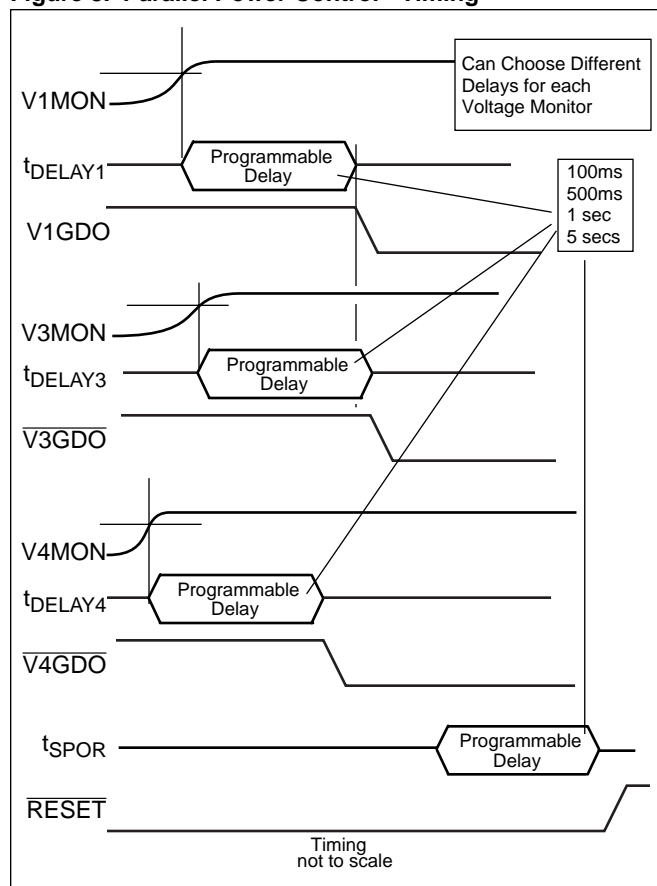 Parallel Power Control Timing
Can Choose Different
Delays for each
Voltage Monitor
V1MON
tDELAY1
Programmable
Delay
100ms
500ms
1 sec
5 secs
V1GDO
V3MON
tDELAY3
Programmable
Delay
V3GDO
V4MON
tDELAY4
Programmable
Delay
V4GDO
tSPOR
Programmable
Delay
RESET
Timing
not to scale